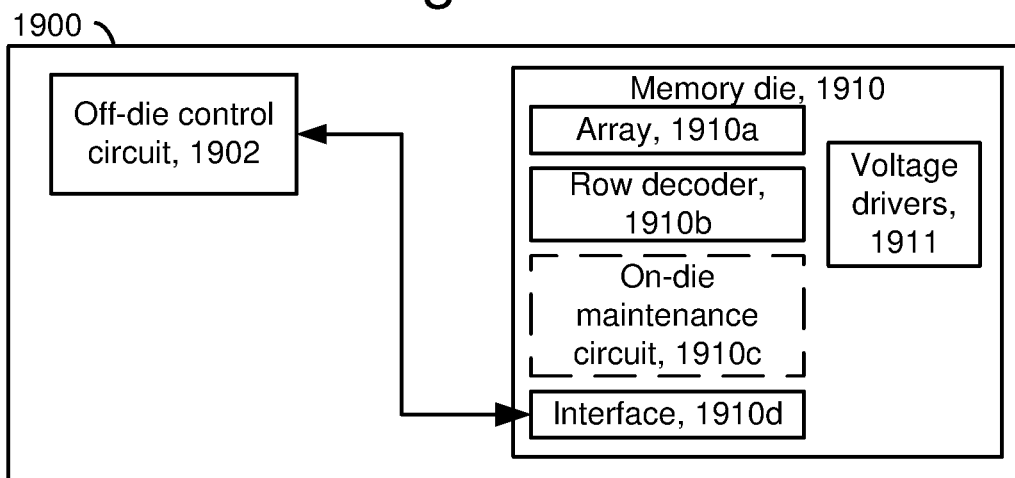 1900
Off-die control
circuit, 1902
Memory die, 1910
Array, 1910a
Row decoder,
1910b
On-die
maintenance
circuit, 1910c
Interface, 1910d
Voltage
drivers,
1911